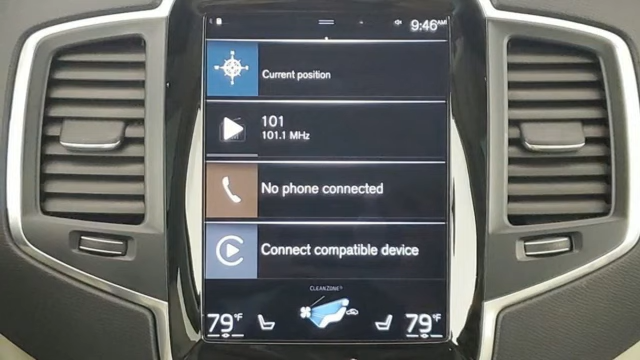 9:46AM
Current position
101
101.1 MHz
No phone connected
Connect compatible device
CLEANZONE
79°F 79°F